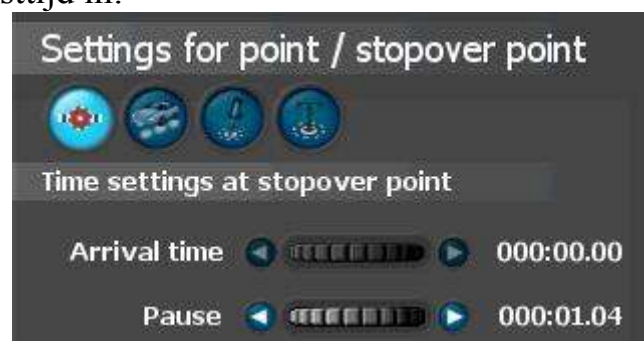 Settings for point / stopover point
Time settings at stopover point
Arrival time 000:00.00
Pause 000:01.04